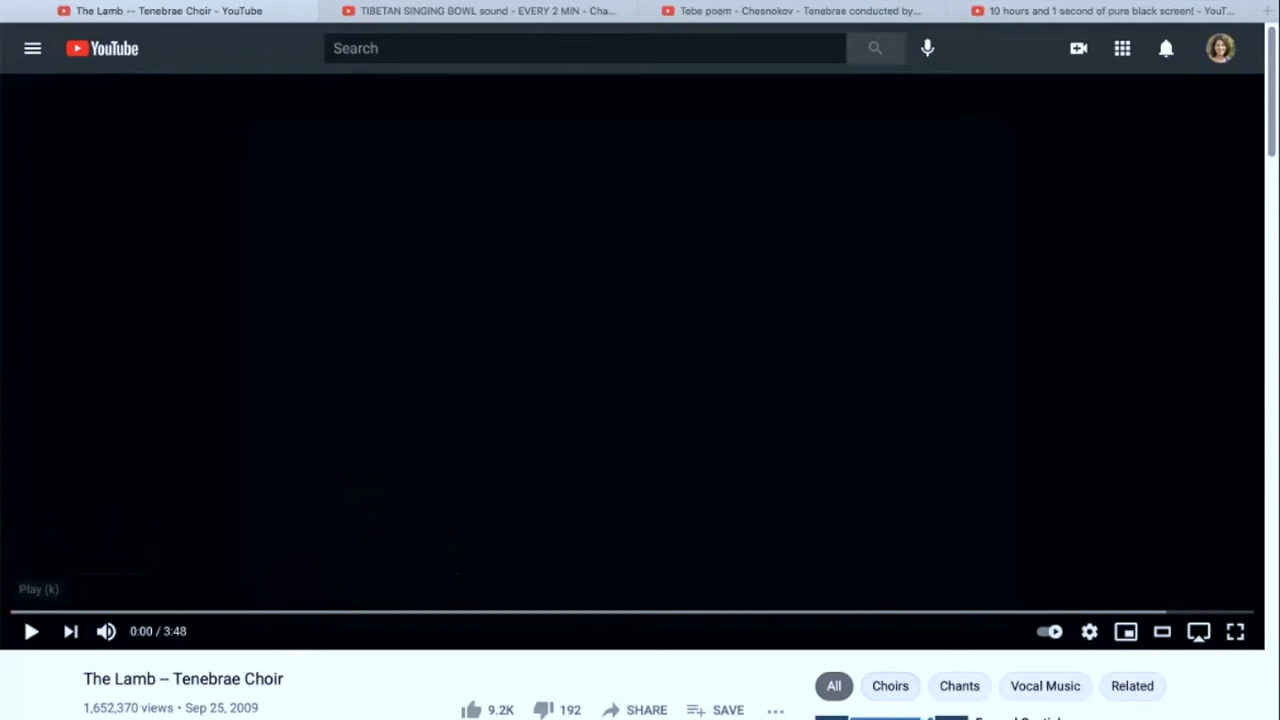 The Lamb -- Tenebrae Choir - YouTube
TIBETAN SINGING BOWL sound - EVERY 2 MIN - Cha...
Tebe poem - Chesnokov - Tenebrae conducted by...
10 hours and 1 second of pure black screen! - YouT...
YouTube
Search
Play (k)
0:00 / 3:48
The Lamb – Tenebrae Choir
1,652,370 views • Sep 25, 2009
9.2K
192
SHARE
SAVE
All
Choirs
Chants
Vocal Music
Related